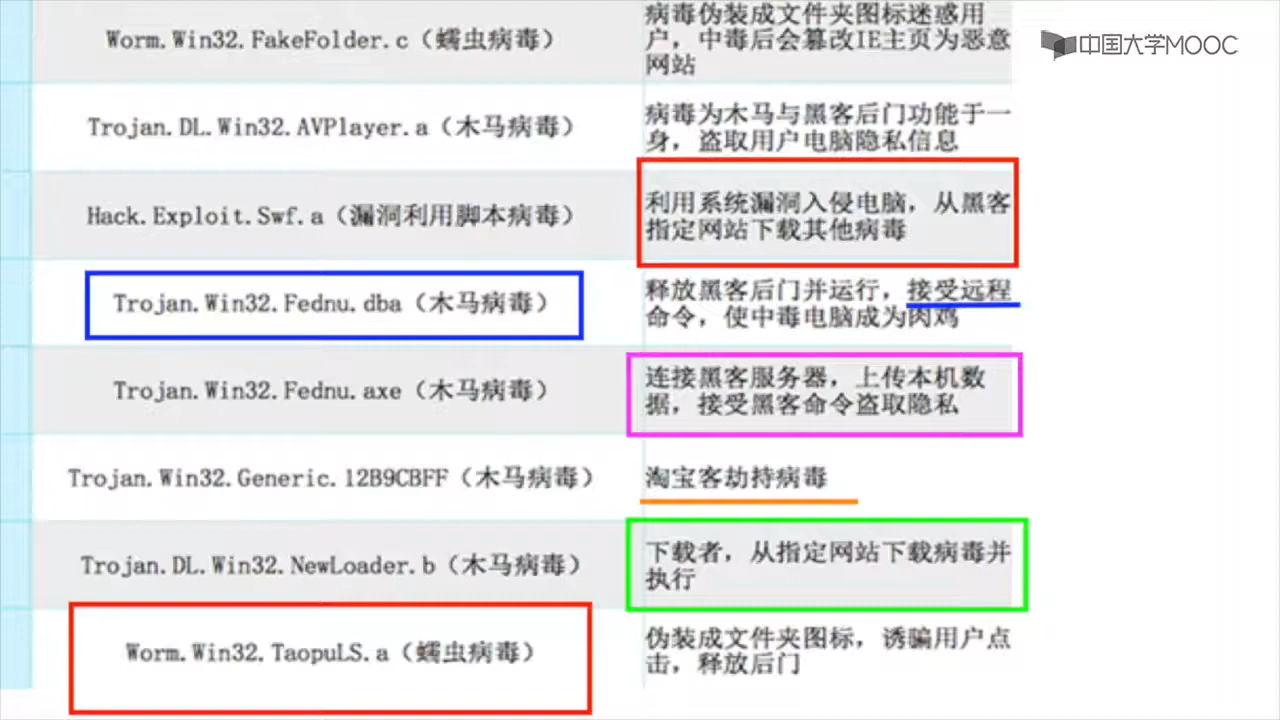 病毒伪装成文件夹图标迷惑用
Worm.Win32.FakeFolder.c（蠕虫病毒）
户，中毒后会篡改IE主页为恶意
网站
中国大学MOOC
病毒为木马与黑客后门功能于一
Trojan.DL.Win32.AVPlayer.a（木马病毒）
身，盗取用户电脑隐私信息
利用系统漏洞入侵电脑，从黑客
Hack.Exploit.Swf.a（漏洞利用脚本病毒）
指定网站下载其他病毒
释放黑客后门并运行，接受远程
Trojan.Win32.Fednu.dba（木马病毒）
命令，使中毒电脑成为肉鸡
连接黑客服务器，上传本机数
Trojan.Win32.Fednu.axe（木马病毒）
据，接受黑客命令盗取隐私
Trojan.Win32.Generic.12B9CBFF（木马病毒）
淘宝客劫持病毒
下载者，从指定网站下载病毒并
Trojan.DL.Win32.NewLoader.b（木马病毒）
执行
伪装成文件夹图标，诱骗用户点
Worm.Win32.TaopuLS.a（蠕虫病毒）
击，释放后门